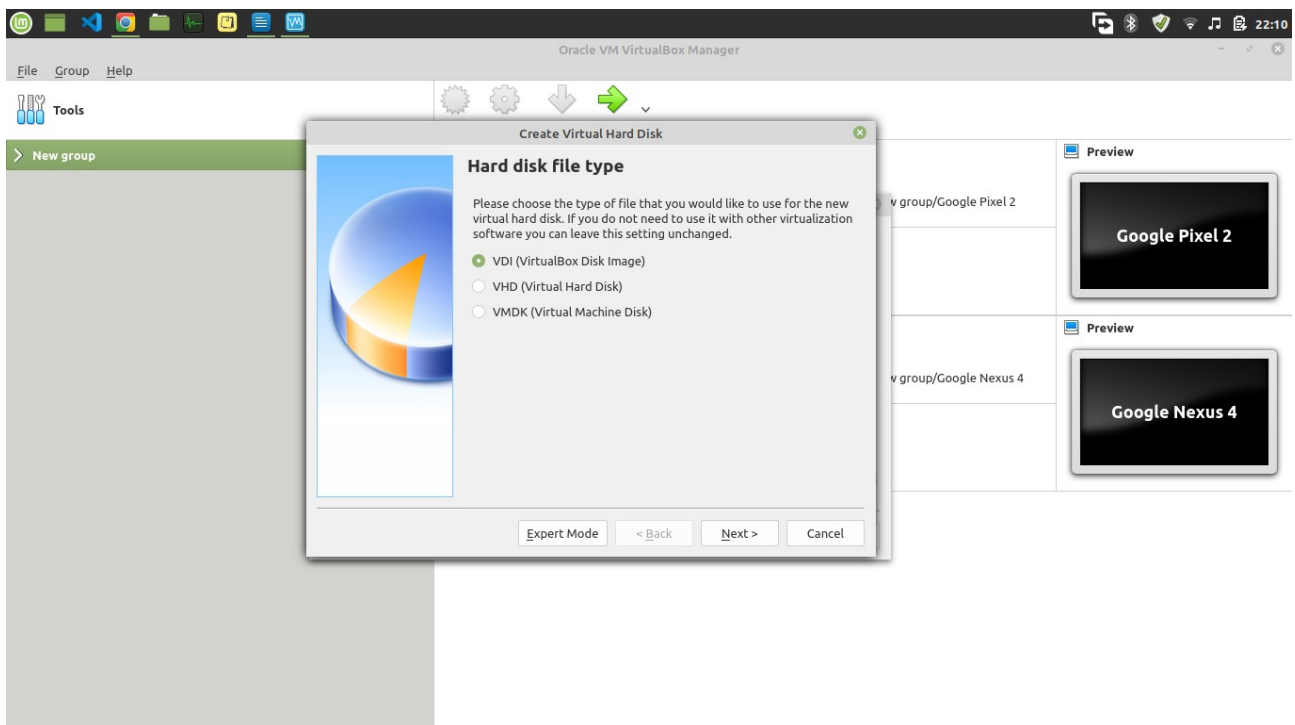 22:10
Oracle VM VirtualBox Manager
File Group Help
Tools
New group
Create Virtual Hard Disk
Hard disk file type
Please choose the type of file that you would like to use for the new
virtual hard disk. If you do not need to use it with other virtualization
software you can leave this setting unchanged.
VDI (VirtualBox Disk Image)
VHD (Virtual Hard Disk)
VMDK (Virtual Machine Disk)
Expert Mode < Back Next > Cancel
w group/Google Pixel 2
Preview
Google Pixel 2
w group/Google Nexus 4
Preview
Google Nexus 4